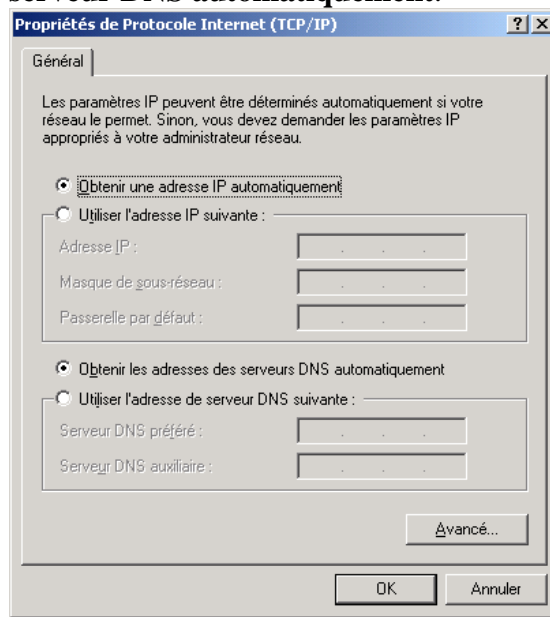 serveur DNS automatiquement.
Propriétés de Protocole Internet (TCP/IP)
Général
Les paramètres IP peuvent être déterminés automatiquement si votre
réseau le permet. Sinon, vous devez demander les paramètres IP
appropriés à votre administrateur réseau.
Obtenir une adresse IP automatiquement
Utiliser l'adresse IP suivante :
Adresse IP :
Masque de sous-réseau :
Passerelle par défaut :
Obtenir les adresses des serveurs DNS automatiquement
Utiliser l'adresse de serveur DNS suivante :
Serveur DNS préféré :
Serveur DNS auxiliaire :
Avancé...
OK Annuler